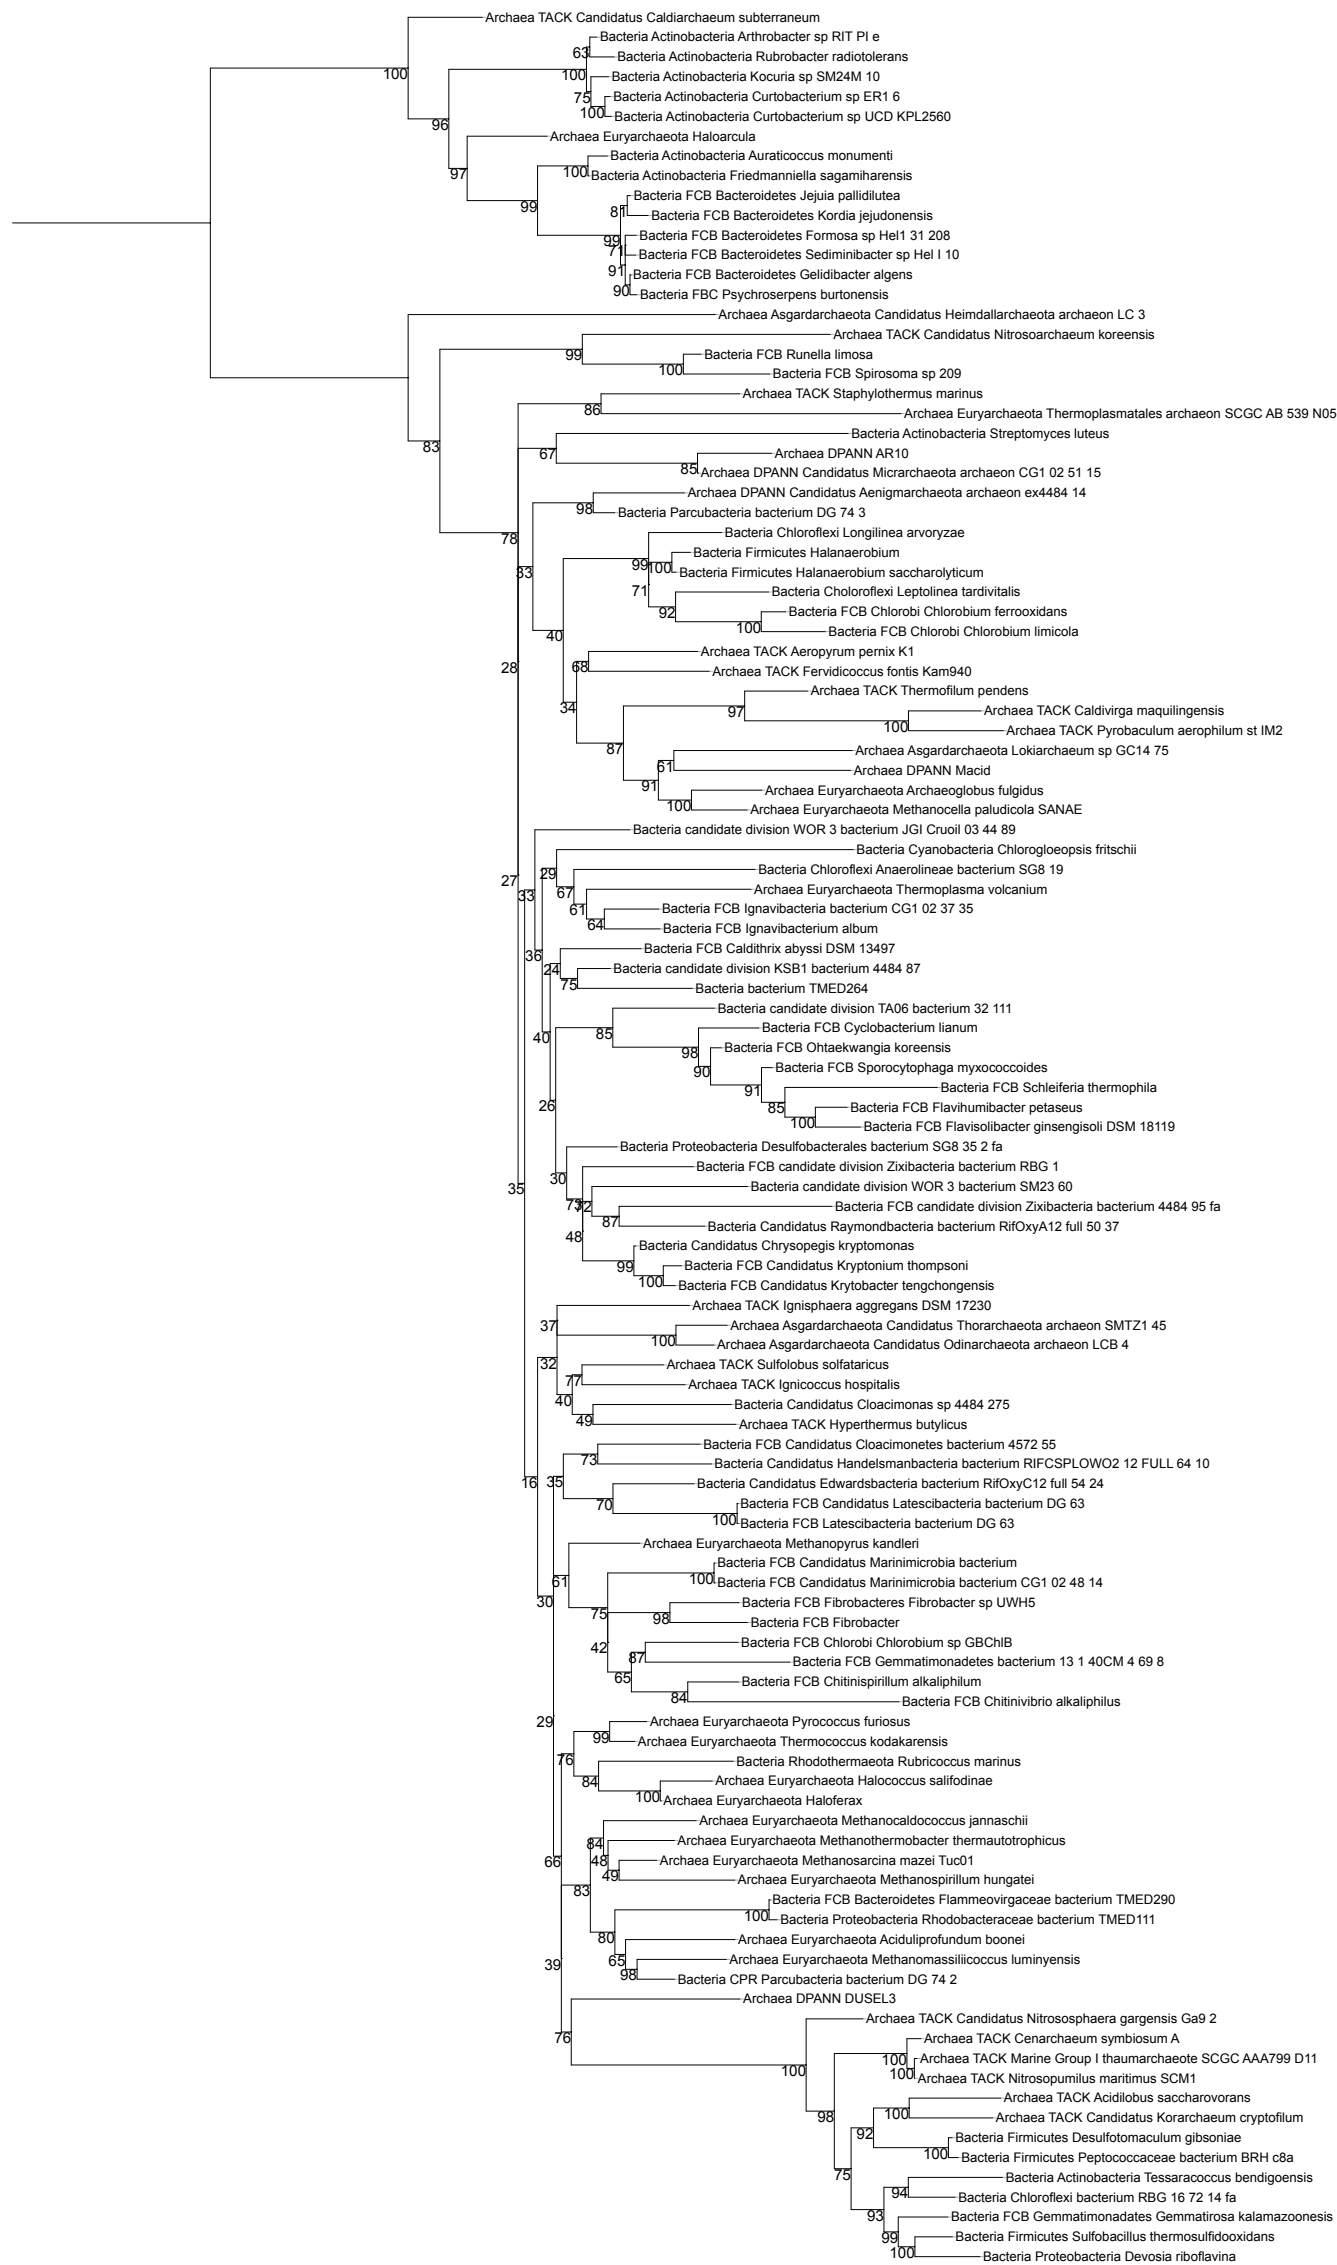 Archaea TACK Candidatus Caldiarchaeum subterraneum
Bacteria Actinobacteria Arthrobacter sp RIT PI e
63
Bacteria Actinobacteria Rubrobacter radiotolerans
100
100
Bacteria Actinobacteria Kocuria sp SM24M 10
75
Bacteria Actinobacteria Curtobacterium sp ER1 6
100
Bacteria Actinobacteria Curtobacterium sp UCD KPL2560
96
Archaea Euryarchaeota Haloarcula
Bacteria Actinobacteria Auraticoccus monumenti
97
100
Bacteria Actinobacteria Friedmanniella sagamiharensis
Bacteria FCB Bacteroidetes Jejuia pallidilutea
99
81
Bacteria FCB Bacteroidetes Kordia jejudonensis
Bacteria FCB Bacteroidetes Formosa sp Hel1 31 208
99
71
Bacteria FCB Bacteroidetes Sediminibacter sp Hel I 10
91
Bacteria FCB Bacteroidetes Gelidibacter algens
90
Bacteria FBC Psychroserpens burtonensis
Archaea Asgardarchaeota Candidatus Heimdallarchaeota archaeon LC 3
Archaea TACK Candidatus Nitrosoarchaeum koreensis
99
Bacteria FCB Runella limosa
100
Bacteria FCB Spirosoma sp 209
Archaea TACK Staphylothermus marinus
86
Archaea Euryarchaeota Thermoplasmatales archaeon SCGC AB 539 N05
Bacteria Actinobacteria Streptomyces luteus
83
67
Archaea DPANN AR10
85
Archaea DPANN Candidatus Micrarchaeota archaeon CG1 02 51 15
Archaea DPANN Candidatus Aenigmarchaeota archaeon ex4484 14
98
Bacteria Parcubacteria bacterium DG 74 3
78
Bacteria Chloroflexi Longilinea arvoryzae
Bacteria Firmicutes Halanaerobium
33
99
100
Bacteria Firmicutes Halanaerobium saccharolyticum
71
Bacteria Choloroflexi Leptolinea tardivitalis
92
Bacteria FCB Chlorobi Chlorobium ferrooxidans
100
Bacteria FCB Chlorobi Chlorobium limicola
40
Archaea TACK Aeropyrum pernix K1
28
68
Archaea TACK Fervidicoccus fontis Kam940
Archaea TACK Thermofilum pendens
34
97
Archaea TACK Caldivirga maquilingensis
100
Archaea TACK Pyrobaculum aerophilum st IM2
87
Archaea Asgardarchaeota Lokiarchaeum sp GC14 75
61
Archaea DPANN Macid
91
Archaea Euryarchaeota Archaeoglobus fulgidus
100
Archaea Euryarchaeota Methanocella paludicola SANAE
Bacteria candidate division WOR 3 bacterium JGI Cruoil 03 44 89
Bacteria Cyanobacteria Chlorogloeopsis fritschii
29
Bacteria Chloroflexi Anaerolineae bacterium SG8 19
27
33
67
Archaea Euryarchaeota Thermoplasma volcanium
61
Bacteria FCB Ignavibacteria bacterium CG1 02 37 35
64
Bacteria FCB Ignavibacterium album
Bacteria FCB Caldithrix abyssi DSM 13497
36
24
Bacteria candidate division KSB1 bacterium 4484 87
75
Bacteria bacterium TMED264
Bacteria candidate division TA06 bacterium 32 111
40
85
Bacteria FCB Cyclobacterium lianum
98
Bacteria FCB Ohtaekwangia koreensis
90
Bacteria FCB Sporocytophaga myxococcoides
91
Bacteria FCB Schleiferia thermophila
26
85
Bacteria FCB Flavihumibacter petaseus
100
Bacteria FCB Flavisolibacter ginsengisoli DSM 18119
Bacteria Proteobacteria Desulfobacterales bacterium SG8 35 2 fa
Bacteria FCB candidate division Zixibacteria bacterium RBG 1
35
30
Bacteria candidate division WOR 3 bacterium SM23 60
73
72
Bacteria FCB candidate division Zixibacteria bacterium 4484 95 fa
87
Bacteria Candidatus Raymondbacteria bacterium RifOxyA12 full 50 37
48
Bacteria Candidatus Chrysopegis kryptomonas
99
Bacteria FCB Candidatus Kryptonium thompsoni
100
Bacteria FCB Candidatus Krytobacter tengchongensis
Archaea TACK Ignisphaera aggregans DSM 17230
37
Archaea Asgardarchaeota Candidatus Thorarchaeota archaeon SMTZ1 45
100
Archaea Asgardarchaeota Candidatus Odinarchaeota archaeon LCB 4
32
Archaea TACK Sulfolobus solfataricus
77
Archaea TACK Ignicoccus hospitalis
40
Bacteria Candidatus Cloacimonas sp 4484 275
49
Archaea TACK Hyperthermus butylicus
Bacteria FCB Candidatus Cloacimonetes bacterium 4572 55
73
Bacteria Candidatus Handelsmanbacteria bacterium RIFCSPLOWO2 12 FULL 64 10
16
35
Bacteria Candidatus Edwardsbacteria bacterium RifOxyC12 full 54 24
70
Bacteria FCB Candidatus Latescibacteria bacterium DG 63
100
Bacteria FCB Latescibacteria bacterium DG 63
Archaea Euryarchaeota Methanopyrus kandleri
Bacteria FCB Candidatus Marinimicrobia bacterium
61
100
Bacteria FCB Candidatus Marinimicrobia bacterium CG1 02 48 14
30
Bacteria FCB Fibrobacteres Fibrobacter sp UWH5
75
98
Bacteria FCB Fibrobacter
42
Bacteria FCB Chlorobi Chlorobium sp GBChlB
87
Bacteria FCB Gemmatimonadetes bacterium 13 1 40CM 4 69 8
65
Bacteria FCB Chitinispirillum alkaliphilum
84
Bacteria FCB Chitinivibrio alkaliphilus
29
Archaea Euryarchaeota Pyrococcus furiosus
99
Archaea Euryarchaeota Thermococcus kodakarensis
76
Bacteria Rhodothermaeota Rubricoccus marinus
84
Archaea Euryarchaeota Halococcus salifodinae
100
Archaea Euryarchaeota Haloferax
Archaea Euryarchaeota Methanocaldococcus jannaschii
84
Archaea Euryarchaeota Methanothermobacter thermautotrophicus
66
48
Archaea Euryarchaeota Methanosarcina mazei Tuc01
49
Archaea Euryarchaeota Methanospirillum hungatei
83
Bacteria FCB Bacteroidetes Flammeovirgaceae bacterium TMED290
100
Bacteria Proteobacteria Rhodobacteraceae bacterium TMED111
80
Archaea Euryarchaeota Aciduliprofundum boonei
39
65
Archaea Euryarchaeota Methanomassiliicoccus luminyensis
98
Bacteria CPR Parcubacteria bacterium DG 74 2
Archaea DPANN DUSEL3
Archaea TACK Candidatus Nitrososphaera gargensis Ga9 2
76
Archaea TACK Cenarchaeum symbiosum A
100
100
Archaea TACK Marine Group I thaumarchaeote SCGC AAA799 D11
100
Archaea TACK Nitrosopumilus maritimus SCM1
Archaea TACK Acidilobus saccharovorans
98
100
Archaea TACK Candidatus Korarchaeum cryptofilum
92
Bacteria Firmicutes Desulfotomaculum gibsoniae
100
Bacteria Firmicutes Peptococcaceae bacterium BRH c8a
75
Bacteria Actinobacteria Tessaracoccus bendigoensis
94
Bacteria Chloroflexi bacterium RBG 16 72 14 fa
93
Bacteria FCB Gemmatimonadates Gemmatirosa kalamazoonesis
99
Bacteria Firmicutes Sulfobacillus thermosulfidooxidans
100
Bacteria Proteobacteria Devosia riboflavina